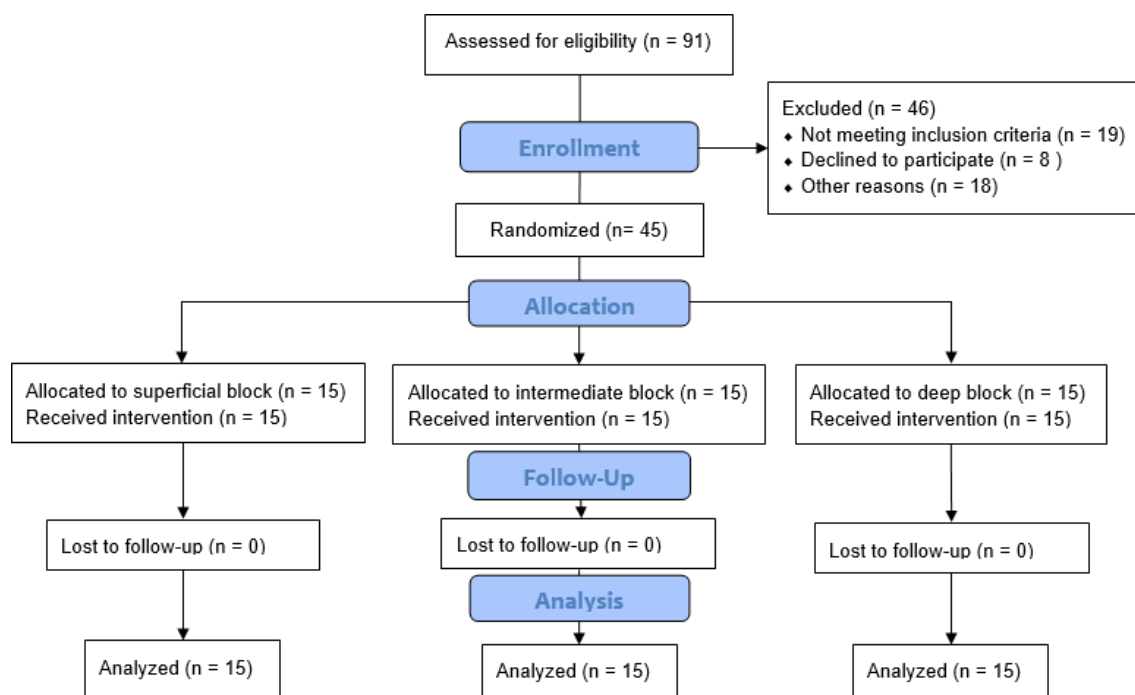 Assessed for eligibility (n = 91)
Enrollment
Excluded (n = 46)
⬥ Not meeting inclusion criteria (n = 19)
⬥ Declined to participate (n = 8 )
⬥ Other reasons (n = 18)
Randomized (n= 45)
Allocation
Allocated to superficial block (n = 15)
Received intervention (n = 15)
Allocated to intermediate block (n = 15)
Received intervention (n = 15)
Allocated to deep block (n = 15)
Received intervention (n = 15)
Follow-Up
Lost to follow-up (n = 0)
Lost to follow-up (n = 0)
Lost to follow-up (n = 0)
Analysis
Analyzed (n = 15)
Analyzed (n = 15)
Analyzed (n = 15)